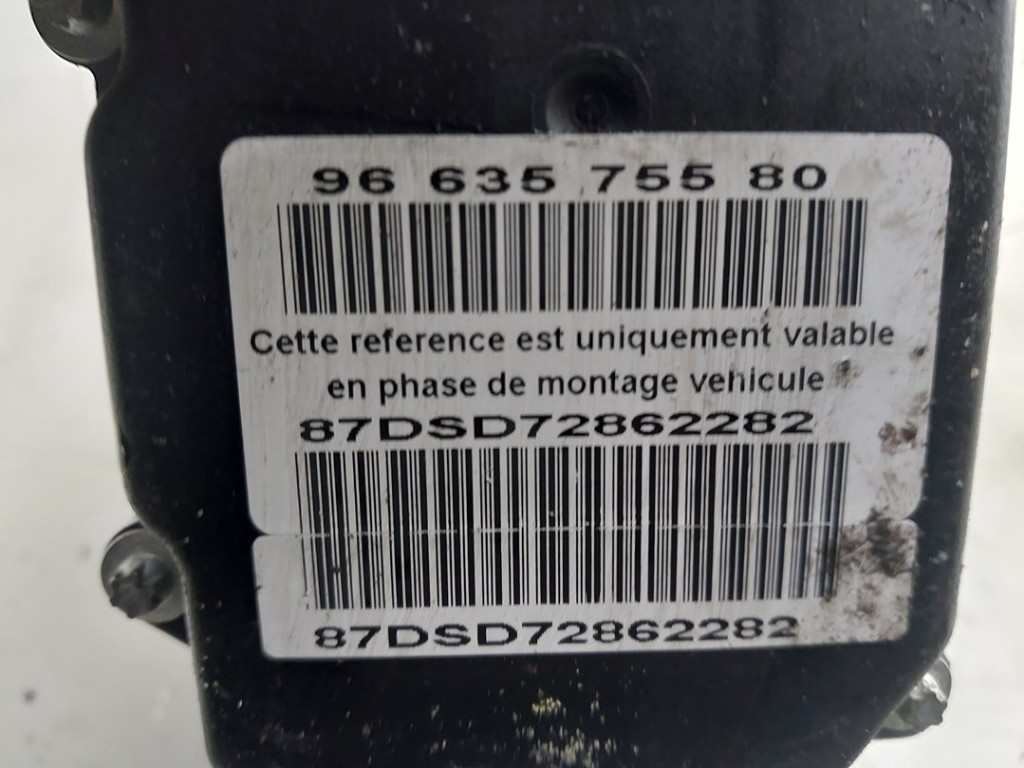 96 635 755 80
Cette reference est uniquement valable
en phase de montage vehicule
87DSD72862282
87DSD72862282